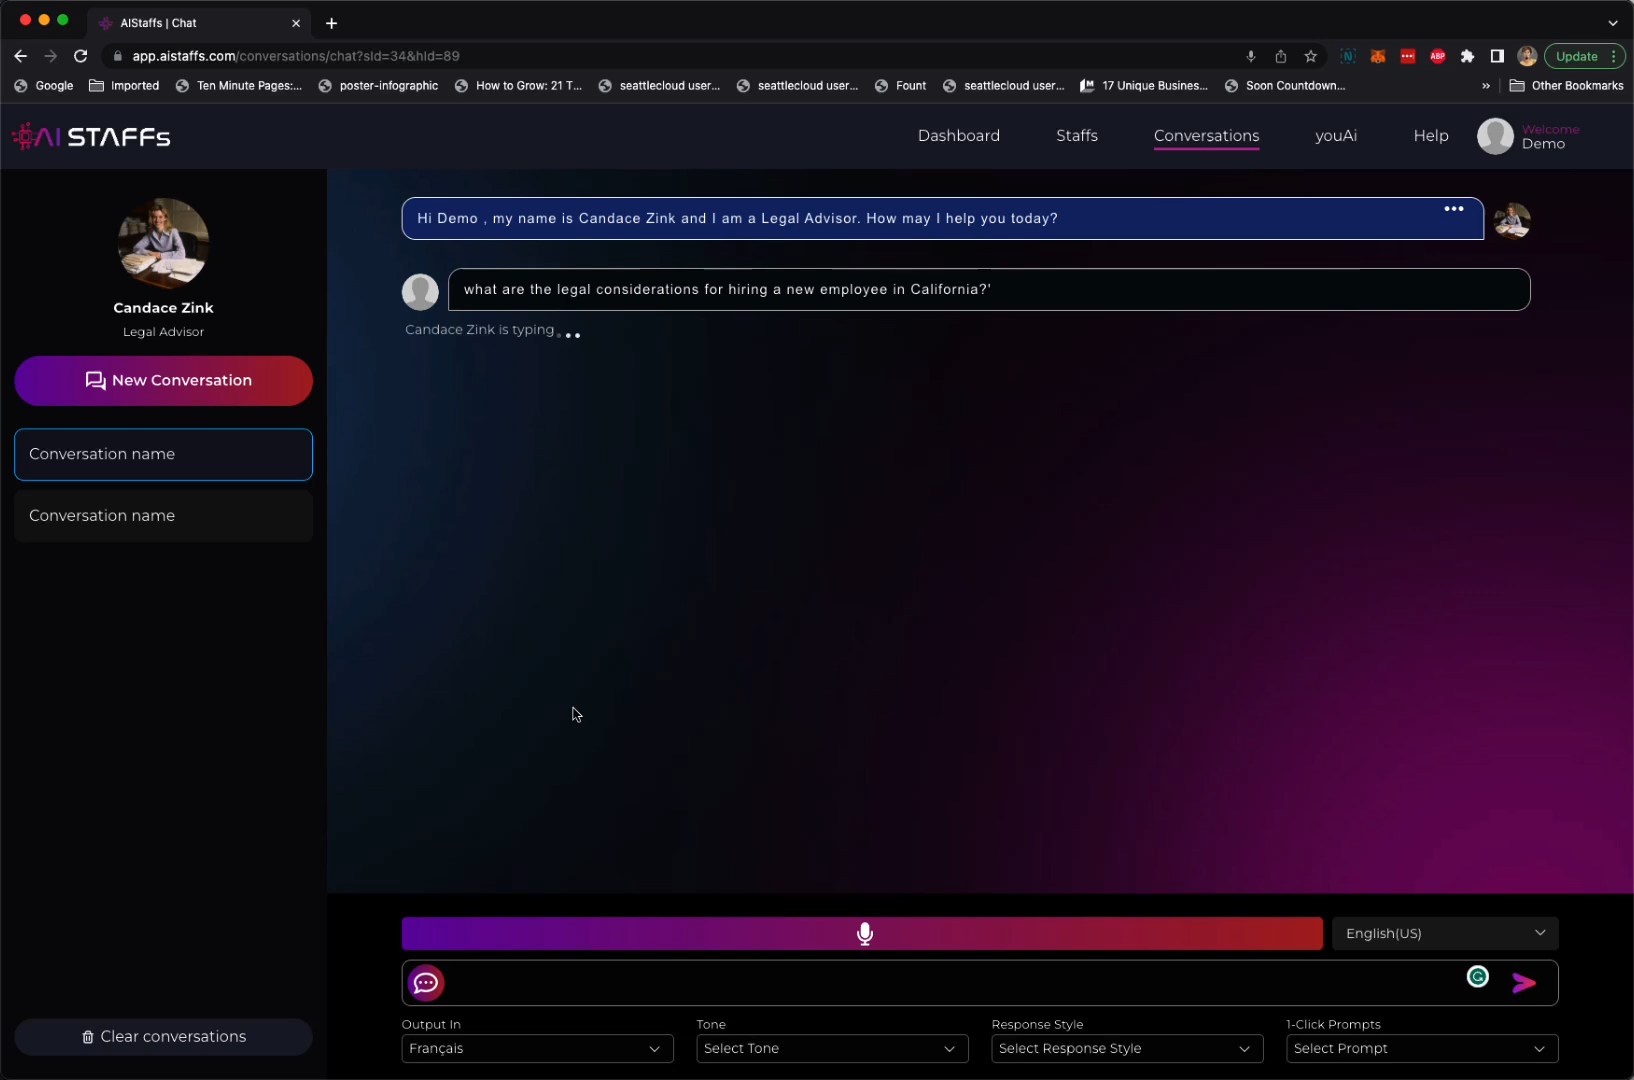 AIStaffs | Chat
app.aistaffs.com/conversations/chat?sId=34&hId=89
ABP
Update
Google
Imported
Ten Minute Pages:...
poster-infographic
How to Grow: 21 T...
seattlecloud user...
seattlecloud user...
Fount
seattlecloud user...
17 Unique Business...
Soon Countdown...
»
Other Bookmarks
AI STAFFs
Dashboard
Staffs
Conversations
youAi
Help
Welcome
Demo
Candace Zink
Legal Advisor
New Conversation
Conversation name
Conversation name
Clear conversations
Hi Demo , my name is Candace Zink and I am a Legal Advisor. How may I help you today?
what are the legal considerations for hiring a new employee in California?'
Candace Zink is typing
English(US)
Output In
Français
Tone
Select Tone
Response Style
Select Response Style
1-Click Prompts
Select Prompt